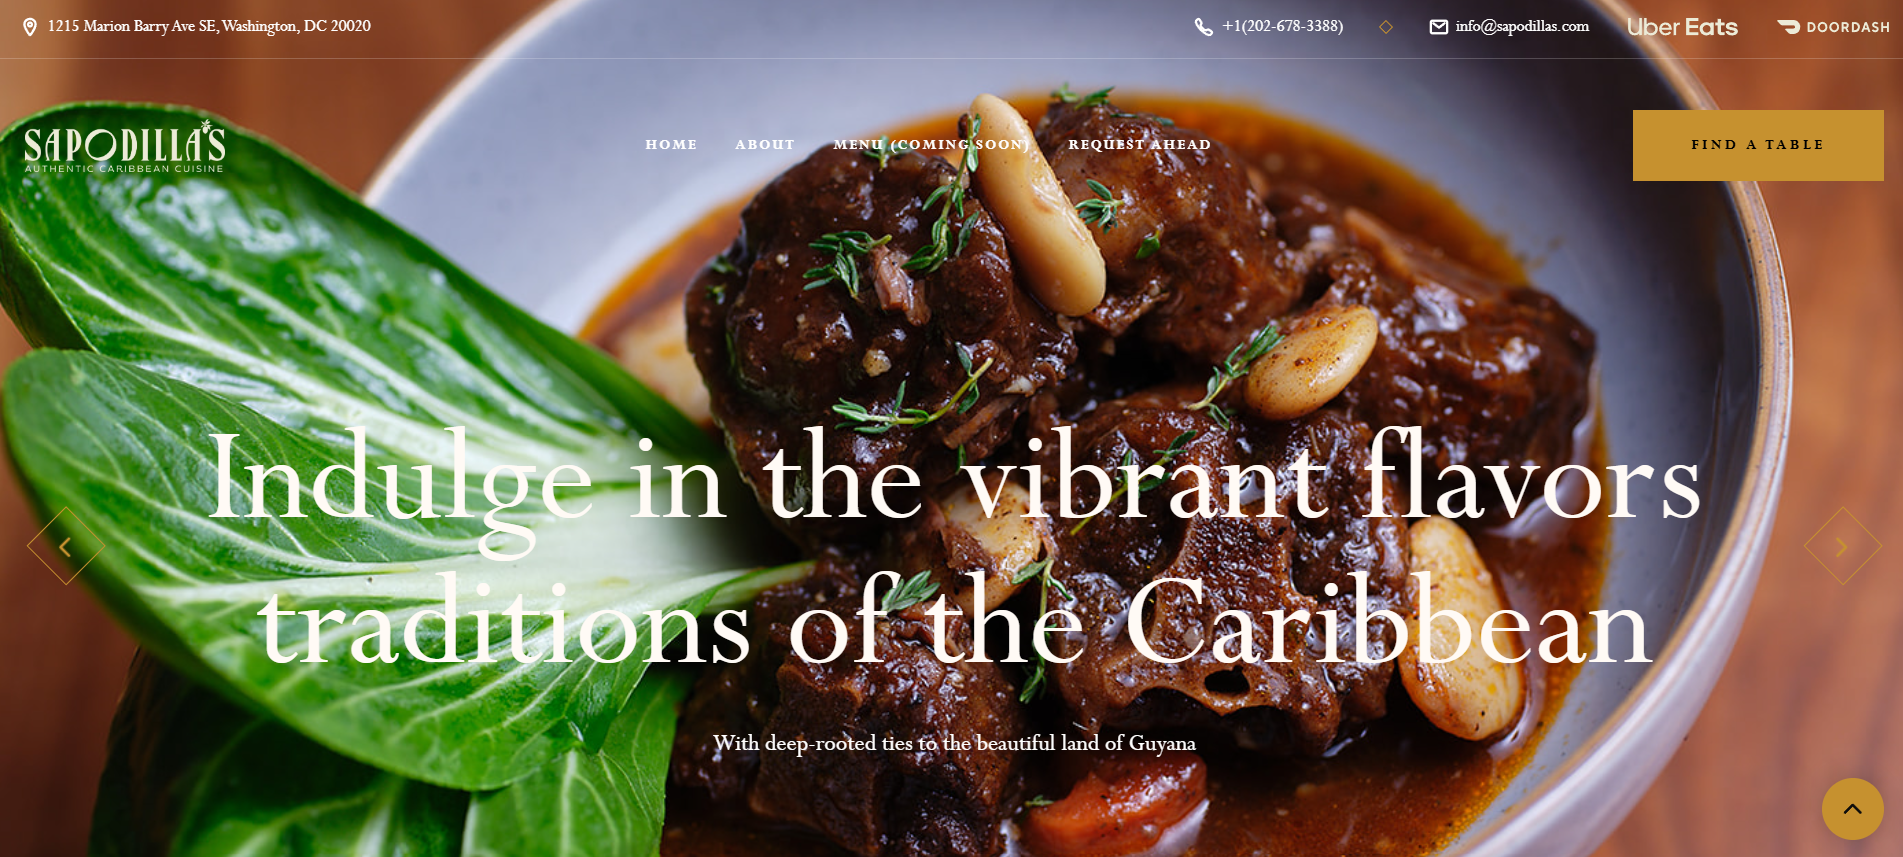 1215 Marion Barry Ave SE, Washington, DC 20020
+1(202-678-3388)
info@sapodillas.com
Uber Eats
DOORDASH
SAPODILLA'S
AUTHENTIC CARIBBEAN CUISINE
HOME
ABOUT
MENU (COMING SOON)
REQUEST AHEAD
FIND A TABLE
Indulge in the vibrant flavors
traditions of the Caribbean
With deep-rooted ties to the beautiful land of Guyana